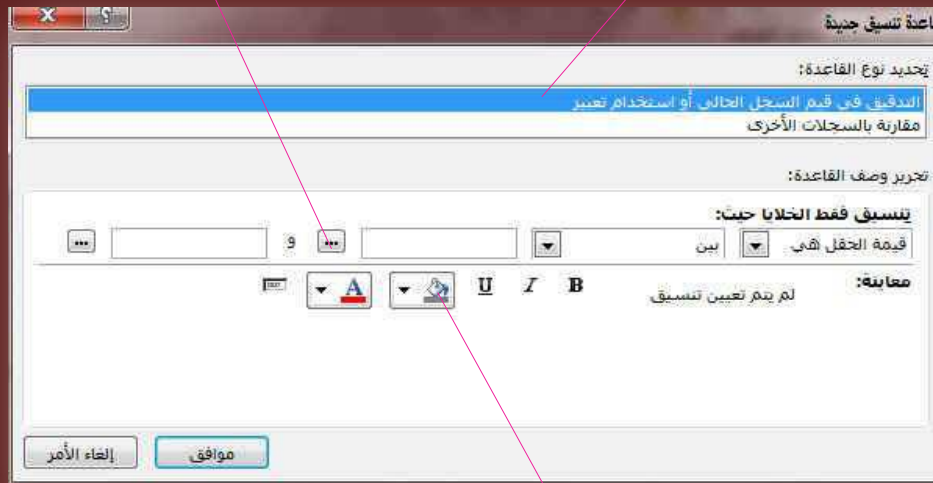 اعدة تنسيق جديدة
تحديد نوع القاعدة:
التدقيق في قيم السجل الحالي أو استخدام تعبير
مقارنة بالسجلات الأخرى
تحرير وصف القاعدة:
تنسيق فقط الخلايا حيث:
قيمة الحقل هي بين ... و ...
معاينة: لم يتم تعيين تنسيق B I U A
موافق إلغاء الأمر